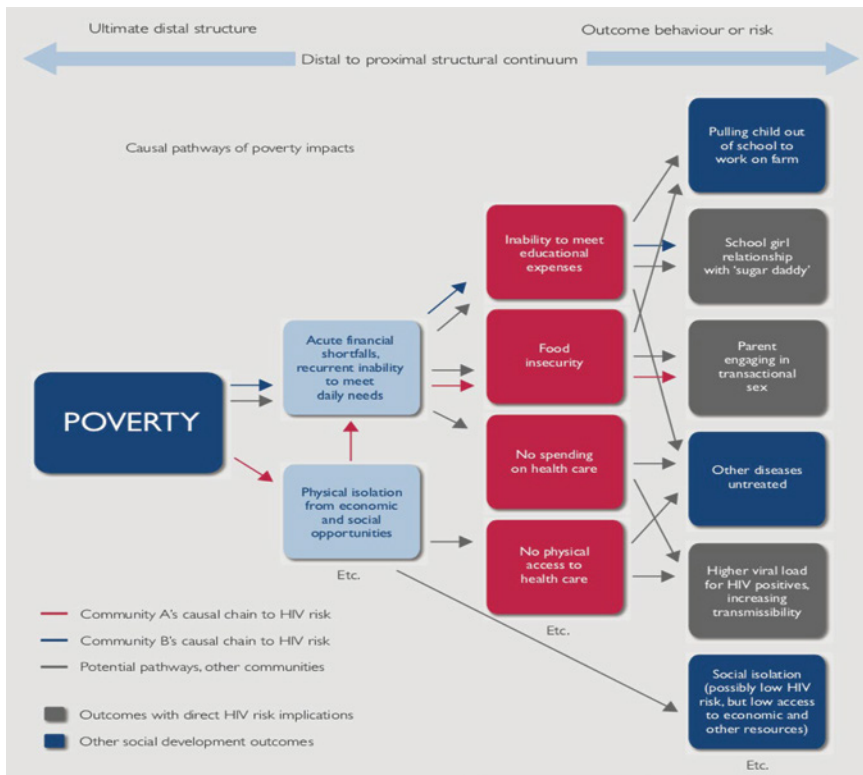 Ultimate distal structure
Outcome behaviour or risk
Distal to proximal structural continuum
Causal pathways of poverty impacts
POVERTY
Acute financial
shortfalls,
recurrent inability
to meet
daily needs
Physical isolation
from economic
and social
opportunities
Etc.
Inability to meet
educational
expenses
Food
insecurity
No spending
on health care
No physical
access to
health care
Etc.
Pulling child out
of school to
work on farm
School girl
relationship
with ‘sugar daddy’
Parent
engaging in
transactional
sex
Other diseases
untreated
Higher viral load
for HIV positives,
increasing
transmissibility
Social isolation
(possibly low HIV
risk, but low access
to economic and
other resources)
Etc.
Community A's causal chain to HIV risk
Community B's causal chain to HIV risk
Potential pathways, other communities
Outcomes with direct HIV risk implications
Other social development outcomes